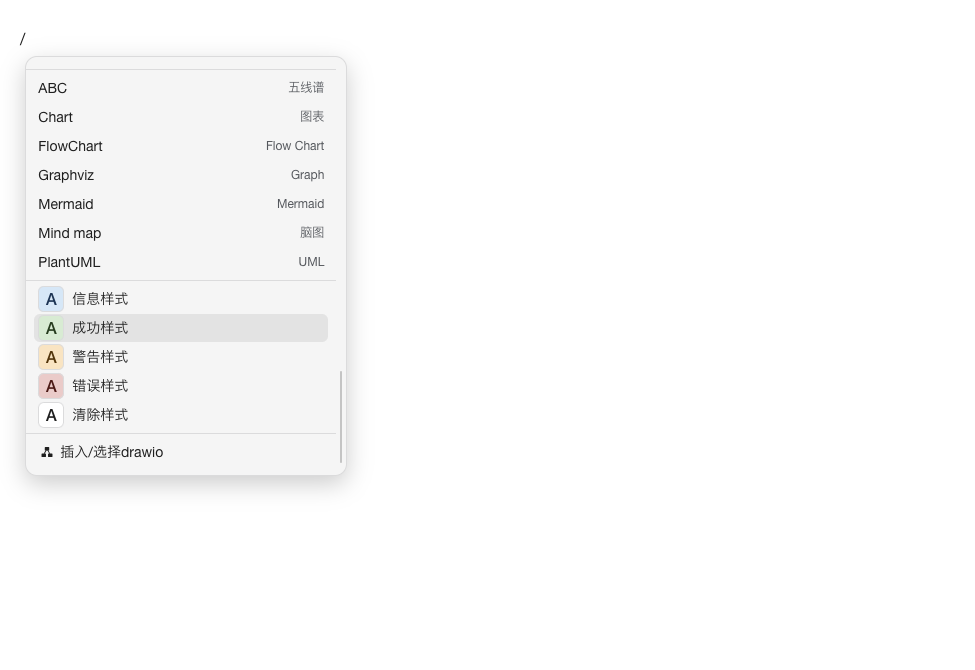 /
ABC 五线谱
Chart 图表
FlowChart Flow Chart
Graphviz Graph
Mermaid Mermaid
Mind map 脑图
PlantUML UML
A 信息样式
A 成功样式
A 警告样式
A 错误样式
A 清除样式
插入/选择drawio